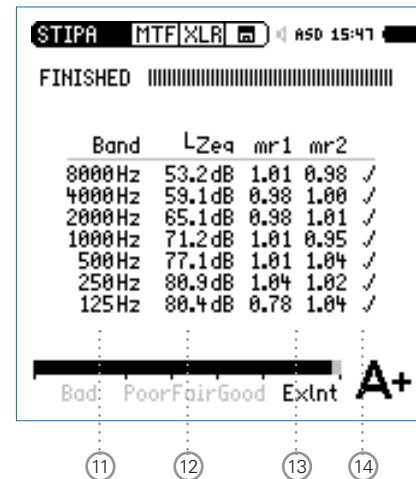 STIPA MTF XLR ASD 15:47
FINISHED
Band LZeq mr1 mr2
8000Hz 53.2dB 1.01 0.98 ✓
4000Hz 59.1dB 0.98 1.00 ✓
2000Hz 65.1dB 0.98 1.01 ✓
1000Hz 71.2dB 1.01 0.95 ✓
500Hz 77.1dB 1.01 1.04 ✓
250Hz 80.9dB 1.04 1.02 ✓
125Hz 80.4dB 0.78 1.04 ✓
Bad Poor Fair Good Exlnt A+
11 12 13 14